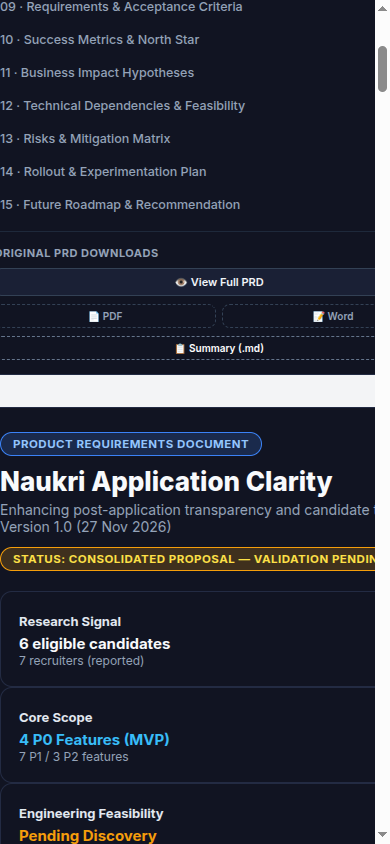 09 · Requirements & Acceptance Criteria
10 · Success Metrics & North Star
11 · Business Impact Hypotheses
12 · Technical Dependencies & Feasibility
13 · Risks & Mitigation Matrix
14 · Rollout & Experimentation Plan
15 · Future Roadmap & Recommendation
ORIGINAL PRD DOWNLOADS
👁️ View Full PRD
📄 PDF
📝 Word
📋 Summary (.md)
PRODUCT REQUIREMENTS DOCUMENT
Naukri Application Clarity
Enhancing post-application transparency and candidate
Version 1.0 (27 Nov 2026)
STATUS: CONSOLIDATED PROPOSAL — VALIDATION PENDIN
Research Signal
6 eligible candidates
7 recruiters (reported)
Core Scope
4 P0 Features (MVP)
7 P1 / 3 P2 features
Engineering Feasibility
Pending Discovery